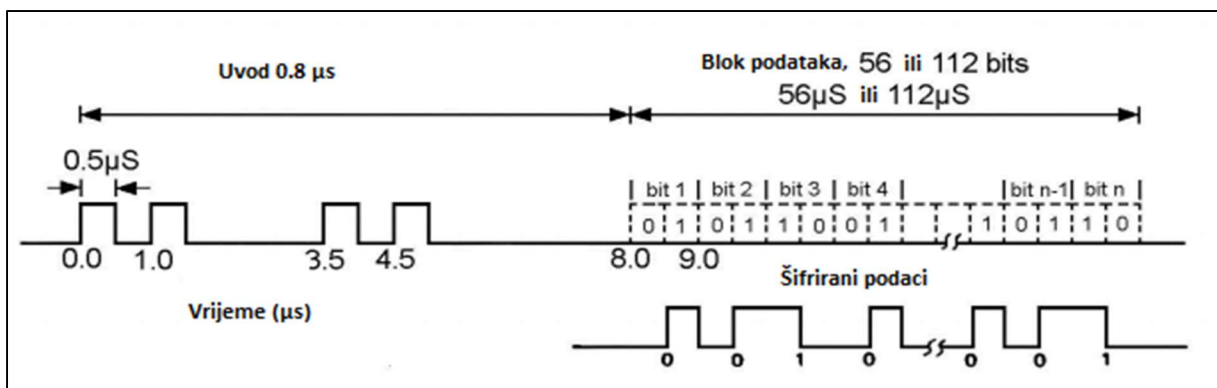 Uvod 0.8 µs
Blok podataka, 56 ili 112 bits
56µS ili 112µS
0.5µS
bit 1 bit 2 bit 3 bit 4 bit n-1 bit n
0 1 0 1 1 0 0 1 1 0 1 1 0
0.0 1.0 3.5 4.5 8.0 9.0
Vrijeme (µs)
Šifrirani podaci
0 0 1 0 0 0 1